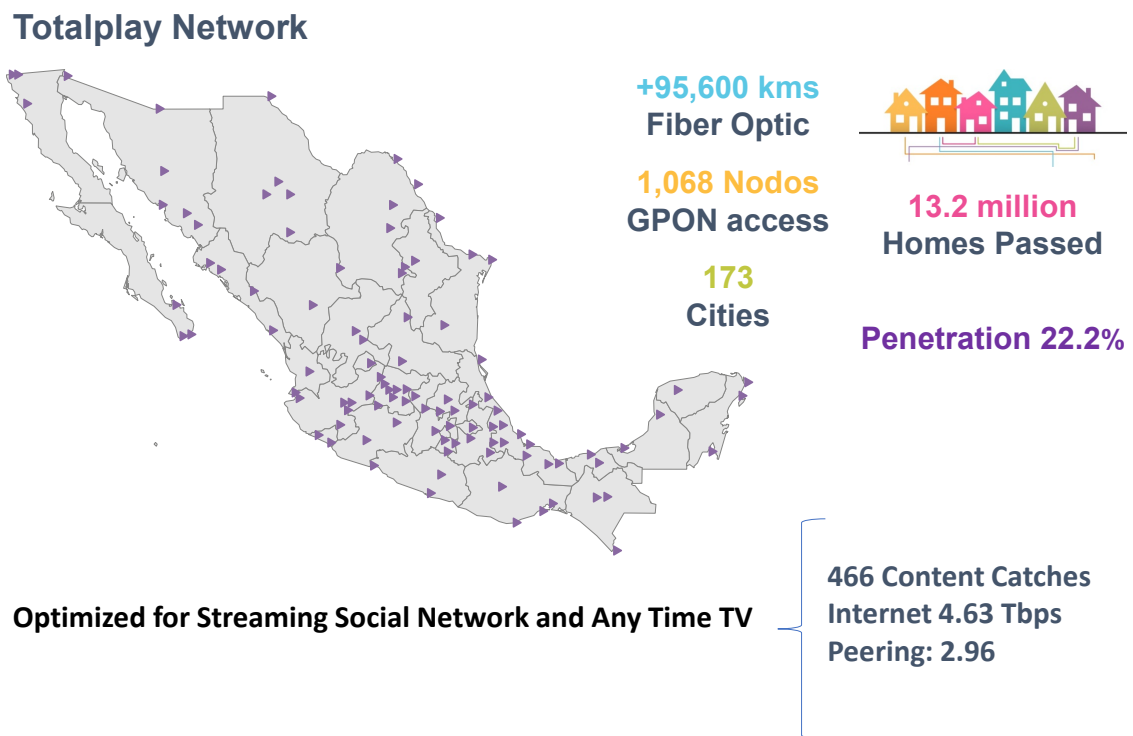 Totalplay Network
+95,600 kms
Fiber Optic
1,068 Nodos
GPON access
173
Cities
13.2 million
Homes Passed
Penetration 22.2%
Optimized for Streaming Social Network and Any Time TV
466 Content Catches
Internet 4.63 Tbps
Peering: 2.96